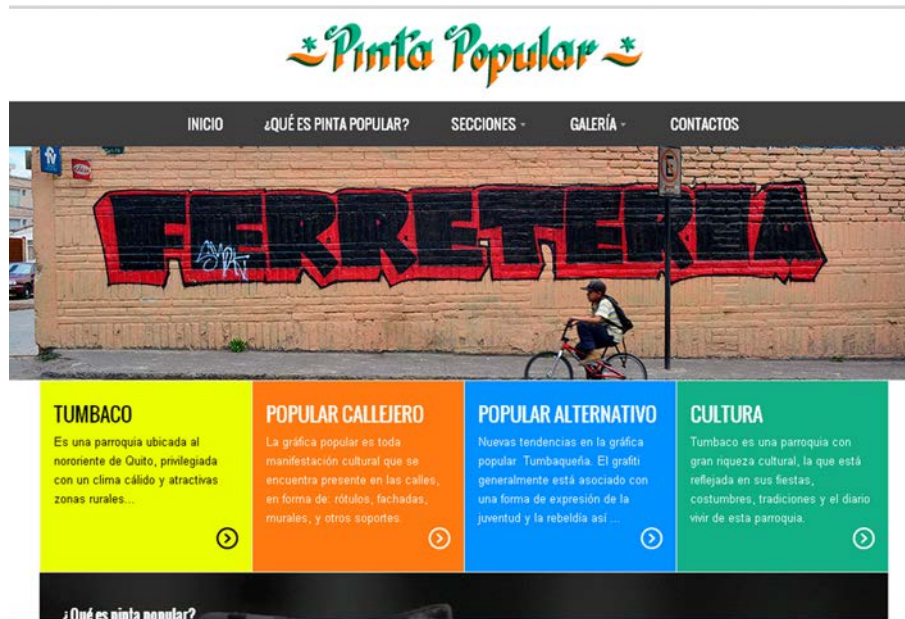 Pinta Popular
INICIO
¿QUÉ ES PINTA POPULAR?
SECCIONES
GALERÍA
CONTACTOS
fv
FERRETERIA
E
TUMBACO
Es una parroquia ubicada al
nororiente de Quito, privilegiada
con un clima cálido y atractivas
zonas rurales...
POPULAR CALLEJERO
La gráfica popular es toda
manifestación cultural que se
encuentra presente en las calles,
en forma de: rótulos, fachadas,
murales, y otros soportes.
POPULAR ALTERNATIVO
Nuevas tendencias en la gráfica
popular Tumbaqueña. El grafiti
generalmente está asociado con
una forma de expresión de la
juventud y la rebeldía así ...
CULTURA
Tumbaco es una parroquia con
gran riqueza cultural, la que está
reflejada en sus fiestas,
costumbres, tradiciones y el diario
vivir de esta parroquia.
¿Qué es pinta popular?